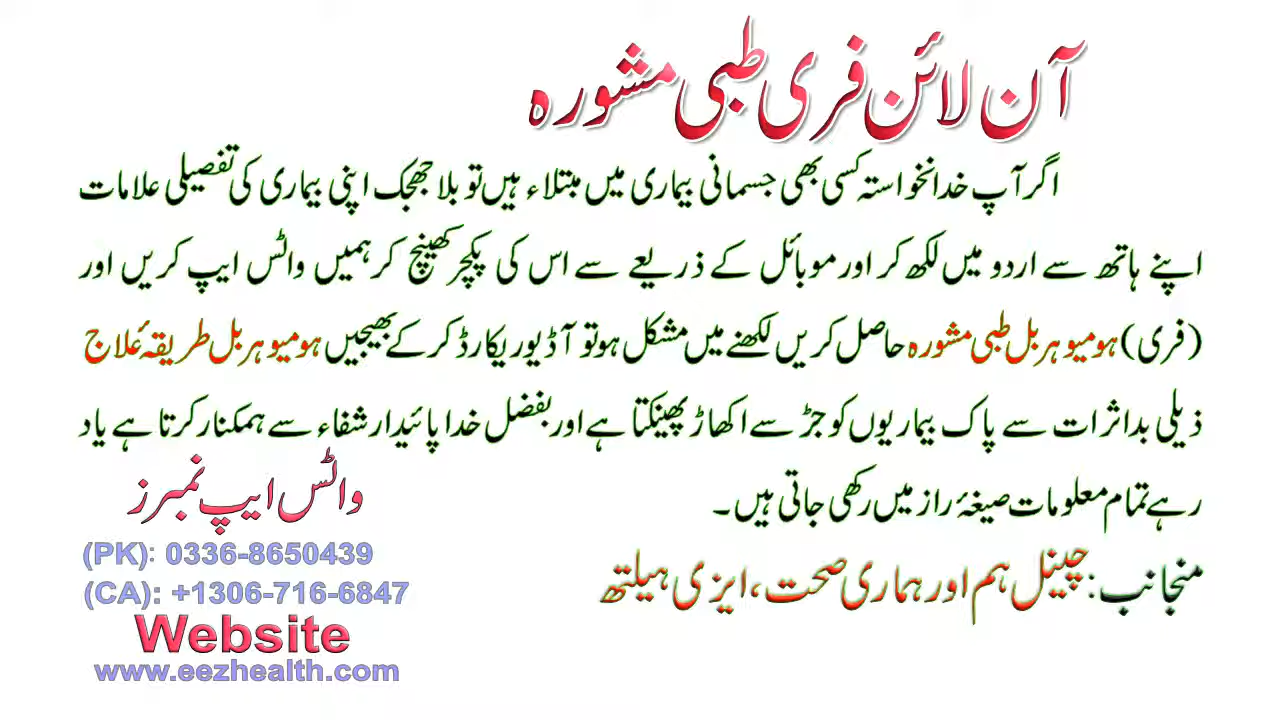 آن لائن فری طبی مشورہ
اگر آپ خدانخواستہ کسی بھی جسمانی بیماری میں مبتلاء ہیں تو بلا جھجک اپنی بیماری کی تفصیلی علامات
اپنے ہاتھ سے اردو میں لکھ کر اور موبائل کے ذریعے سے اس کی پکچر کھینچ کر ہمیں واٹس ایپ کریں اور
(فری) ہومیو ہربل طبی مشورہ حاصل کریں لکھنے میں مشکل ہو تو آڈیو ریکارڈ کر کے بھیجیں ہومیو ہربل طریقہ علاج
ذیلی بداثرات سے پاک بیماریوں کو جڑ سے اکھاڑ پھینکتا ہے اور بفضل خدا پائیدار شفاء سے ہمکنار کرتا ہے یاد
رہے تمام معلومات صیغۂ راز میں رکھی جاتی ہیں۔
منجانب: چینل ہم اور ہماری صحت، ایزی ہیلتھ
واٹس ایپ نمبرز
(PK): 0336-8650439
(CA): +1306-716-6847
Website
www.eezhealth.com